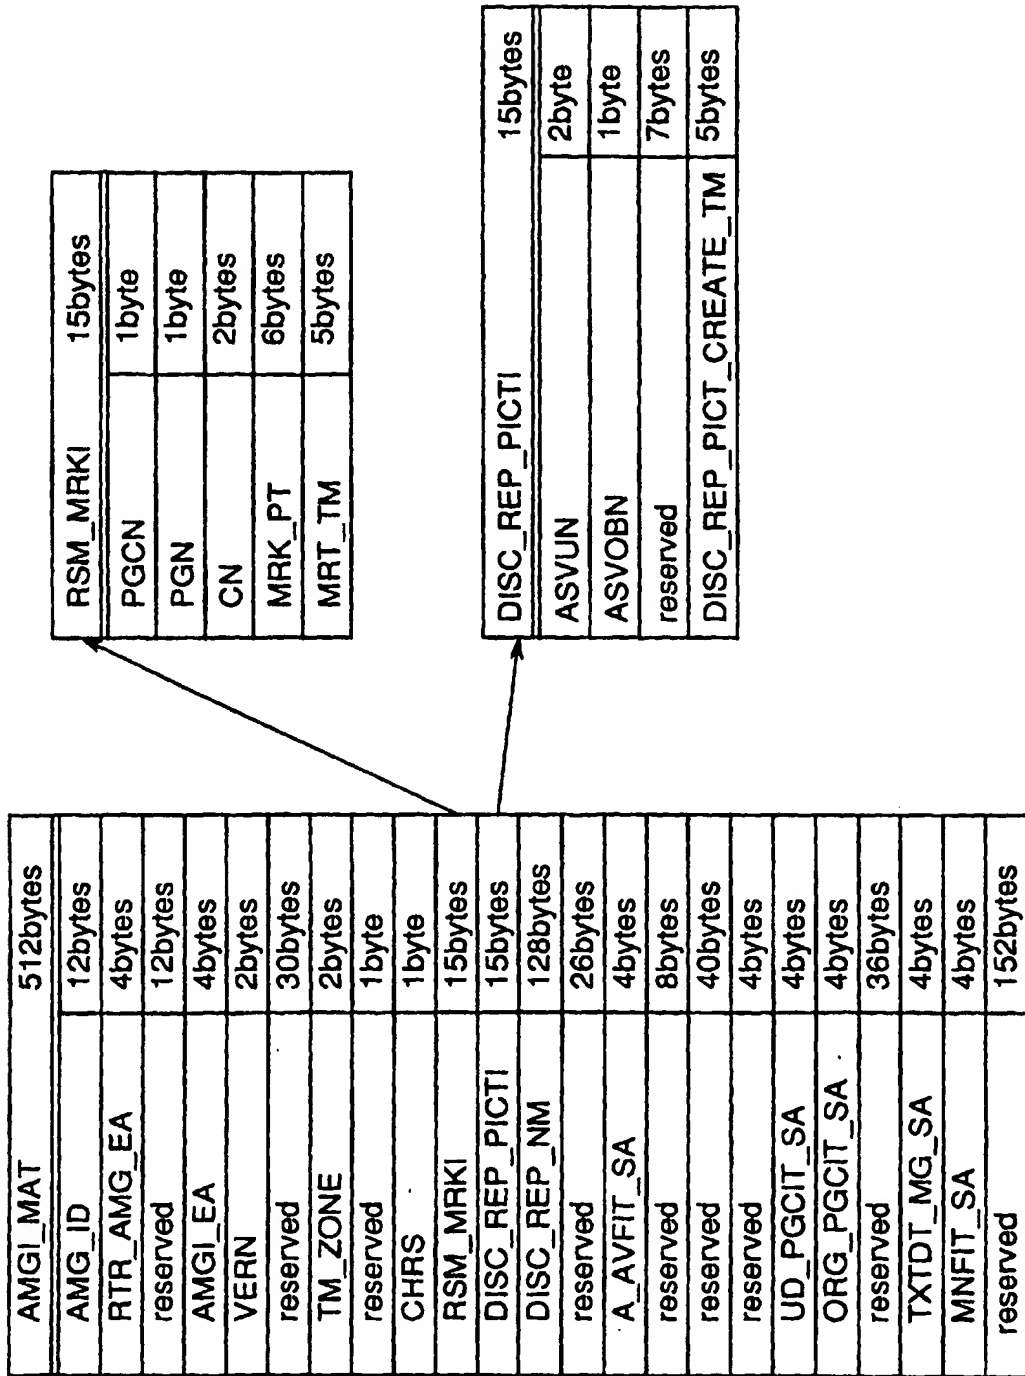 AMGI_MAT 512bytes
AMG_ID 12bytes
RTR_AMG_EA 4bytes
reserved 12bytes
AMGI_EA 4bytes
VERN 2bytes
reserved 30bytes
TM_ZONE 2bytes
reserved 1byte
CHRS 1byte
RSM_MRKI 15bytes
DISC_REP_PICTI 15bytes
DISC_REP_NM 128bytes
reserved 26bytes
A_AVFIT_SA 4bytes
reserved 8bytes
reserved 40bytes
reserved 4bytes
UD_PGCIT_SA 4bytes
ORG_PGCIT_SA 4bytes
reserved 36bytes
TXTDT_MG_SA 4bytes
MNFIT_SA 4bytes
reserved 152bytes
RSM_MRKI 15bytes
PGCN 1byte
PGN 1byte
CN 2bytes
MRK_PT 6bytes
MRT_TM 5bytes
DISC_REP_PICTI 15bytes
ASVUN 2byte
ASVOBN 1byte
reserved 7bytes
DISC_REP_PICT_CREATE_TM 5bytes